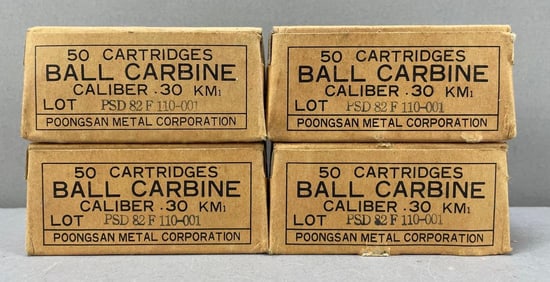 50 CARTRIDGES
BALL CARBINE
CALIBER .30 KM1
LOT PSD 82 F 110-001
POONGSAN METAL CORPORATION
50 CARTRIDGES
BALL CARBINE
CALIBER .30 KM1
LOT PSD 82 F 110-001
POONGSAN METAL CORPORATION
50 CARTRIDGES
BALL CARBINE
CALIBER .30 KM1
LOT PSD 82 F 110-001
POONGSAN METAL CORPORATION
50 CARTRIDGES
BALL CARBINE
CALIBER .30 KM1
LOT PSD 82 F 110-001
POONGSAN METAL CORPORATION